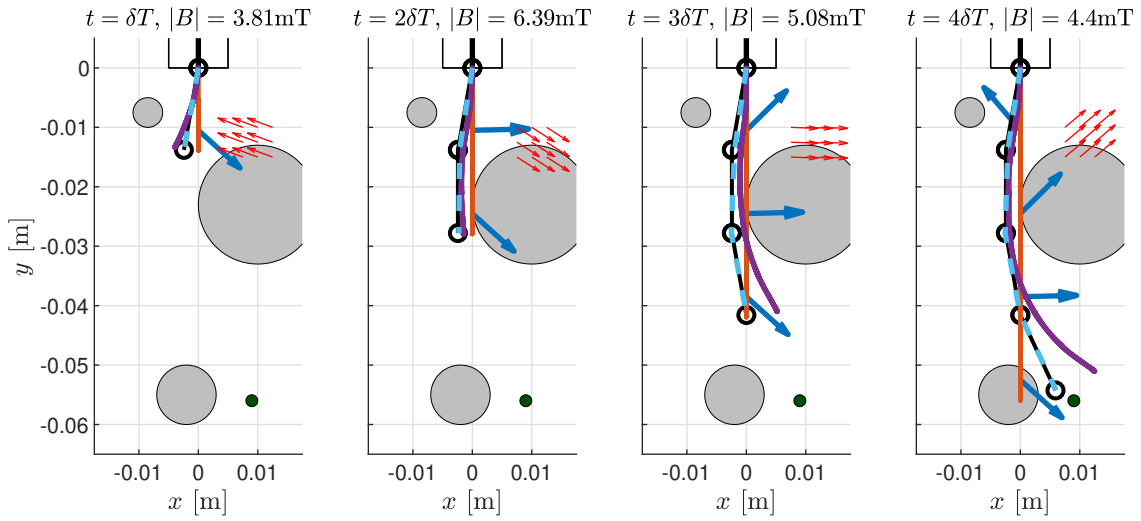 t = δT, |B| = 3.81mT
t = 2δT, |B| = 6.39mT
t = 3δT, |B| = 5.08mT
t = 4δT, |B| = 4.4mT
0
-0.01
-0.02
-0.03
-0.04
-0.05
-0.06
y [m]
-0.01 0 0.01
-0.01 0 0.01
-0.01 0 0.01
-0.01 0 0.01
x [m]
x [m]
x [m]
x [m]